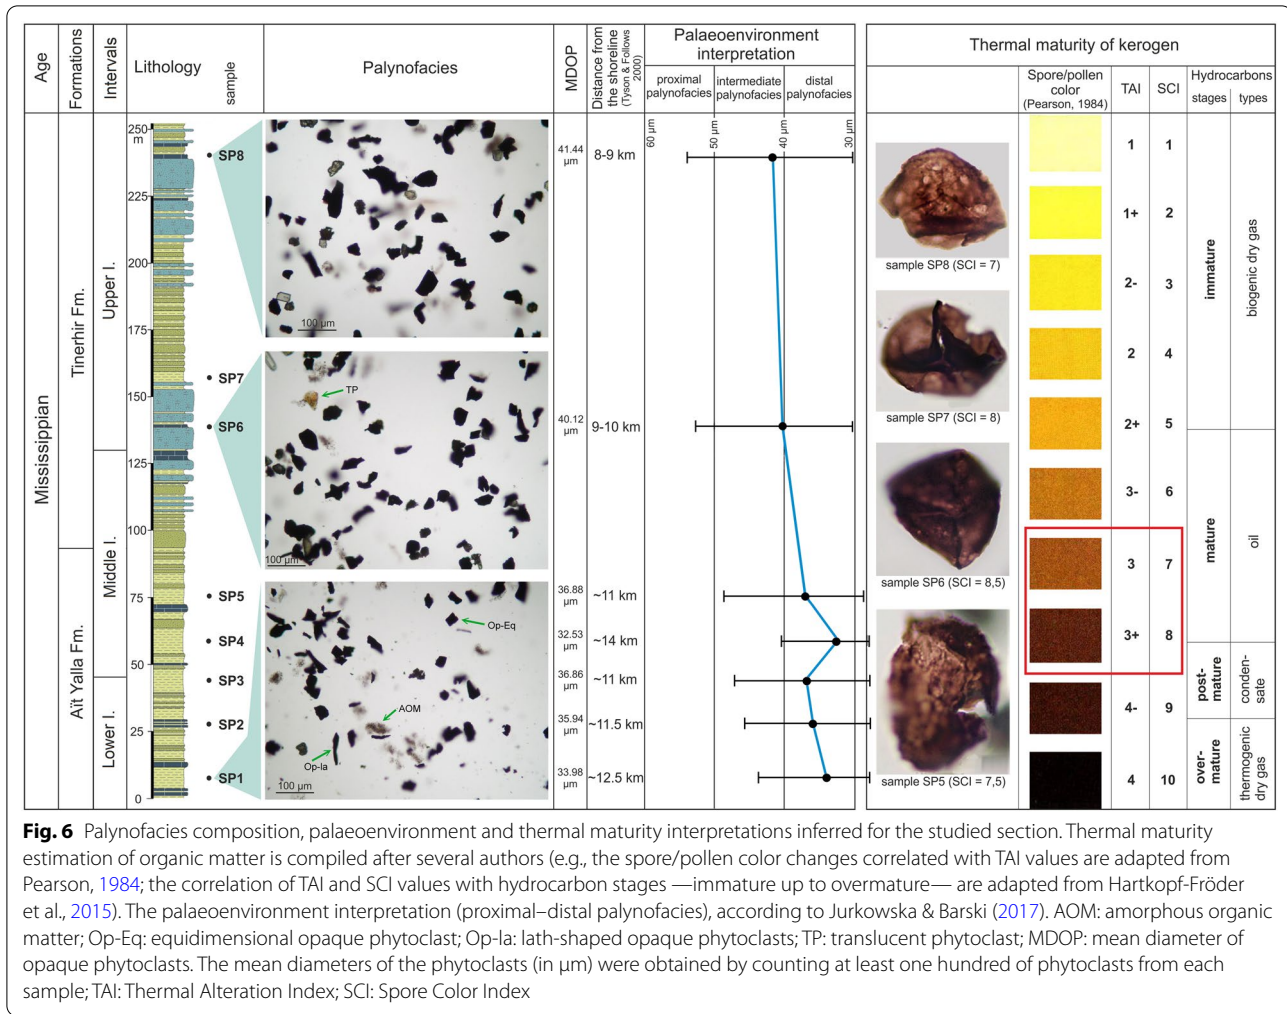 Age
Formations
Intervals
Lithology
sample
Palynofacies
MDOP
Distance from
the shoreline
(Tyson & Follows
2000)
Palaeoenvironment
interpretation
proximal
palynofacies
intermediate
palynofacies
distal
palynofacies
60 µm
50 µm
40 µm
30 µm
Thermal maturity of kerogen
Spore/pollen
color
(Pearson, 1984)
TAI
SCI
Hydrocarbons
stages
types
Mississippian
Tinerhir Fm.
Aït Yalla Fm.
Upper I.
Middle I.
Lower I.
250
m
225
200
175
150
125
100
75
50
25
0
SP8
SP7
SP6
SP5
SP4
SP3
SP2
SP1
100 µm
TP
100 µm
Op-Eq
AOM
Op-la
100 µm
41.44
µm
8-9 km
40.12
µm
9-10 km
36.88
µm
~11 km
32.53
µm
~14 km
36.86
µm
~11 km
35.94
µm
~11.5 km
33.98
µm
~12.5 km
sample SP8 (SCI = 7)
sample SP7 (SCI = 8)
sample SP6 (SCI = 8,5)
sample SP5 (SCI = 7,5)
1 1
1+ 2
2- 3
2 4
2+ 5
3- 6
3 7
3+ 8
4- 9
4 10
immature
biogenic dry gas
mature
oil
post-
mature
conden-
sate
over-
mature
thermogenic
dry gas
Fig. 6 Palynofacies composition, palaeoenvironment and thermal maturity interpretations inferred for the studied section. Thermal maturity
estimation of organic matter is compiled after several authors (e.g., the spore/pollen color changes correlated with TAI values are adapted from
Pearson, 1984; the correlation of TAI and SCI values with hydrocarbon stages —immature up to overmature— are adapted from Hartkopf-Fröder
et al., 2015). The palaeoenvironment interpretation (proximal–distal palynofacies), according to Jurkowska & Barski (2017). AOM: amorphous organic
matter; Op-Eq: equidimensional opaque phytoclast; Op-la: lath-shaped opaque phytoclasts; TP: translucent phytoclast; MDOP: mean diameter of
opaque phytoclasts. The mean diameters of the phytoclasts (in µm) were obtained by counting at least one hundred of phytoclasts from each
sample; TAI: Thermal Alteration Index; SCI: Spore Color Index